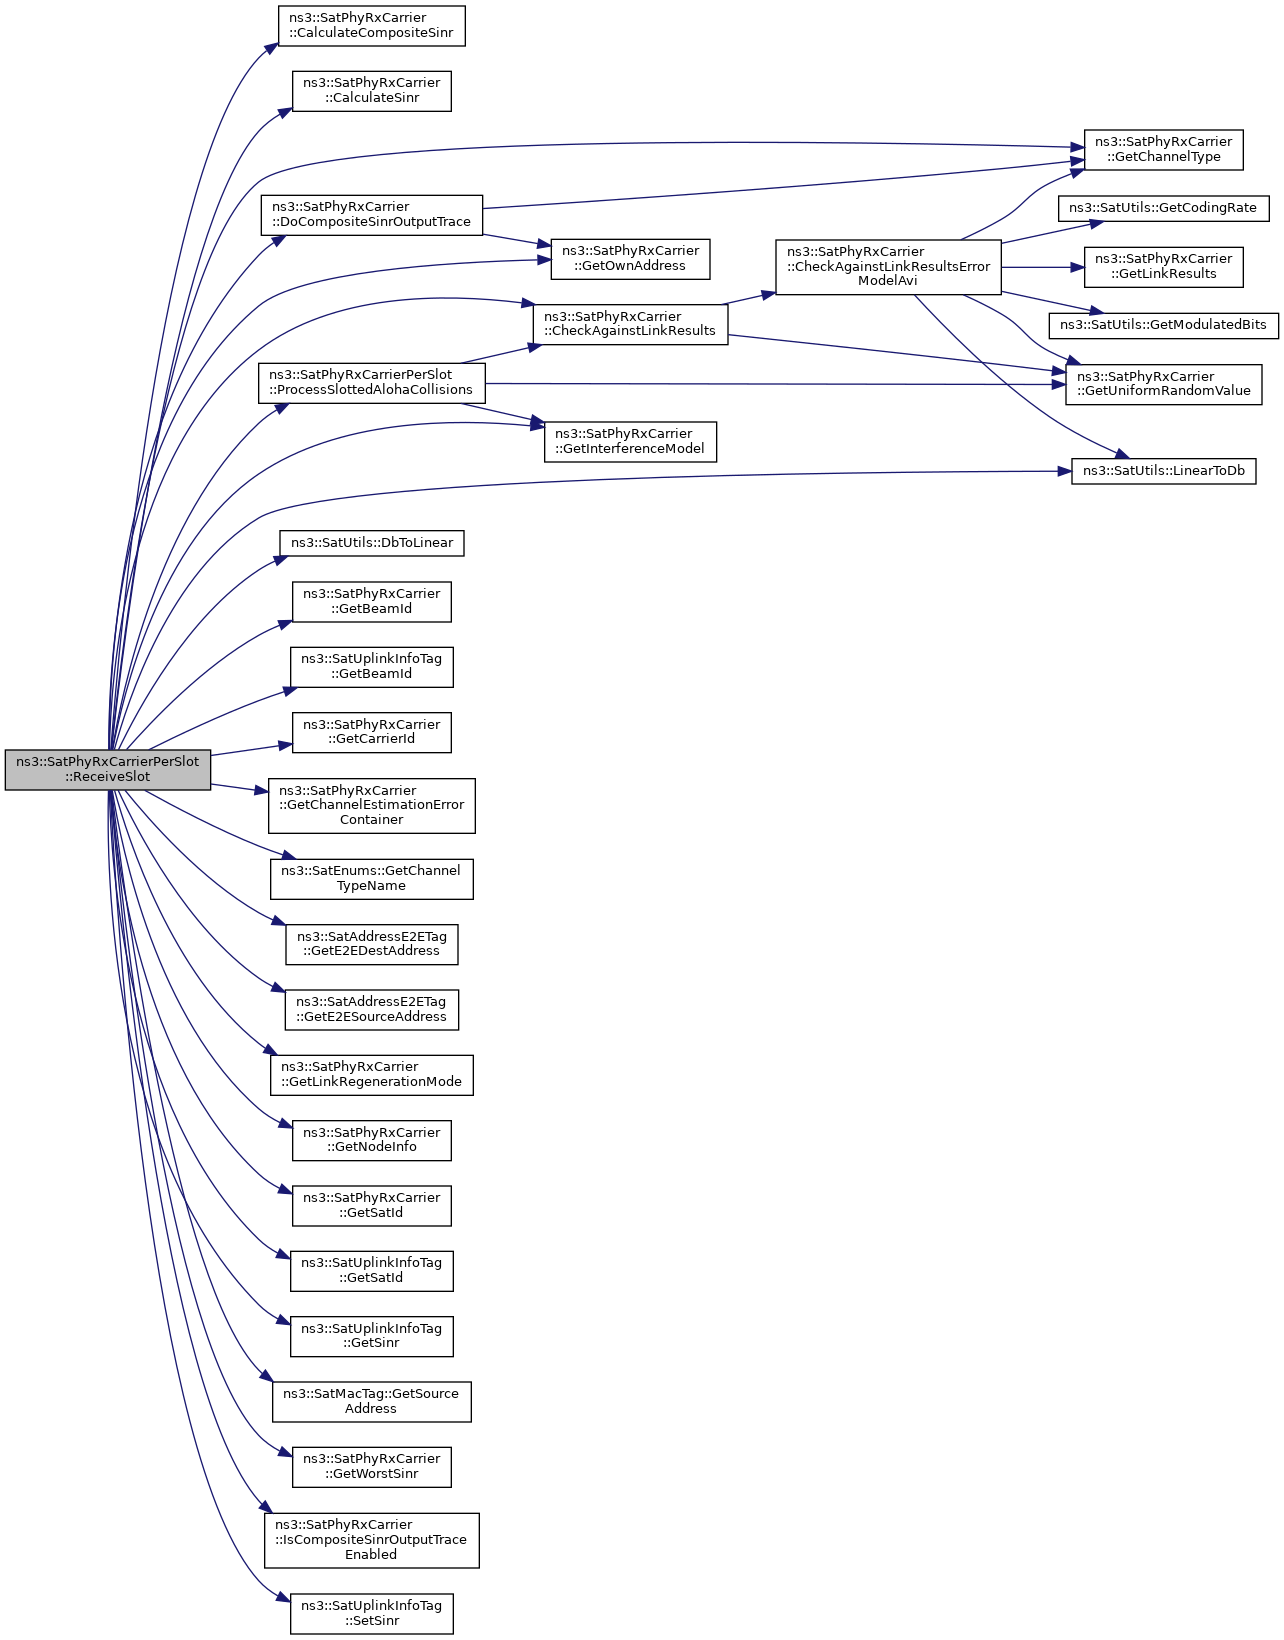 ns3::SatPhyRxCarrier
::CalculateCompositeSinr
ns3::SatPhyRxCarrier
::CalculateSinr
ns3::SatPhyRxCarrier
::GetChannelType
ns3::SatPhyRxCarrier
::DoCompositeSinrOutputTrace
ns3::SatUtils::GetCodingRate
ns3::SatPhyRxCarrier
::GetOwnAddress
ns3::SatPhyRxCarrier
::CheckAgainstLinkResultsError
ModelAvi
ns3::SatPhyRxCarrier
::GetLinkResults
ns3::SatPhyRxCarrier
::CheckAgainstLinkResults
ns3::SatUtils::GetModulatedBits
ns3::SatPhyRxCarrierPerSlot
::ProcessSlottedAlohaCollisions
ns3::SatPhyRxCarrier
::GetUniformRandomValue
ns3::SatPhyRxCarrier
::GetInterferenceModel
ns3::SatUtils::LinearToDb
ns3::SatUtils::DbToLinear
ns3::SatPhyRxCarrier
::GetBeamId
ns3::SatUplinkInfoTag
::GetBeamId
ns3::SatPhyRxCarrier
::GetCarrierId
ns3::SatPhyRxCarrierPerSlot
::ReceiveSlot
ns3::SatPhyRxCarrier
::GetChannelEstimationError
Container
ns3::SatEnums::GetChannel
TypeName
ns3::SatAddressE2ETag
::GetE2EDestAddress
ns3::SatAddressE2ETag
::GetE2ESourceAddress
ns3::SatPhyRxCarrier
::GetLinkRegenerationMode
ns3::SatPhyRxCarrier
::GetNodeInfo
ns3::SatPhyRxCarrier
::GetSatId
ns3::SatUplinkInfoTag
::GetSatId
ns3::SatUplinkInfoTag
::GetSinr
ns3::SatMacTag::GetSource
Address
ns3::SatPhyRxCarrier
::GetWorstSinr
ns3::SatPhyRxCarrier
::IsCompositeSinrOutputTrace
Enabled
ns3::SatUplinkInfoTag
::SetSinr